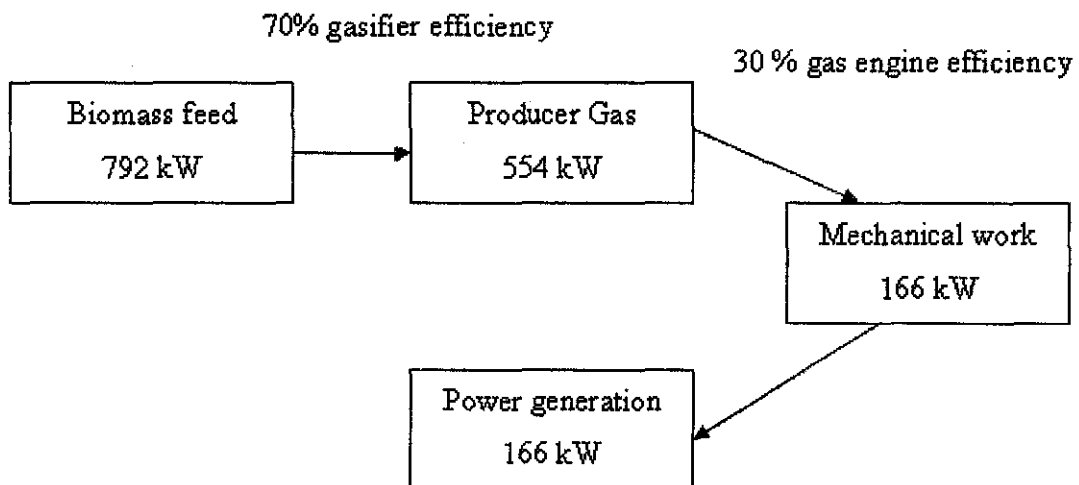 70% gasifier efficiency
30 % gas engine efficiency
Biomass feed
792 kW
Producer Gas
554 kW
Mechanical work
166 kW
Power generation
166 kW